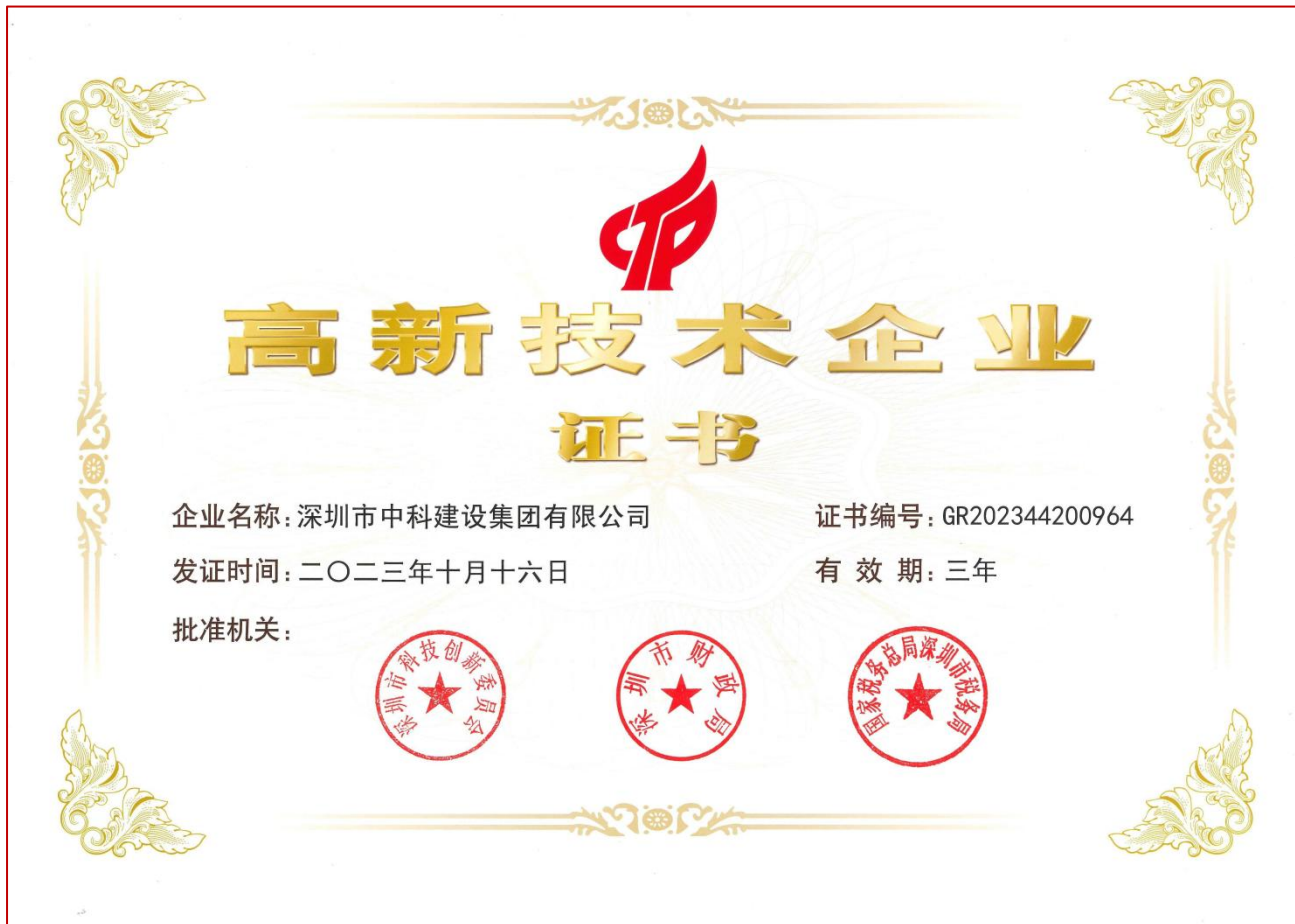 CTP
高新技术企业
证书
企业名称:深圳市中科建设集团有限公司
证书编号:GR202344200964
发证时间:二〇二三年十月十六日
有 效 期:三年
批准机关:
深圳市科技创新委员会
深圳市财政局
国家税务总局深圳市税务局